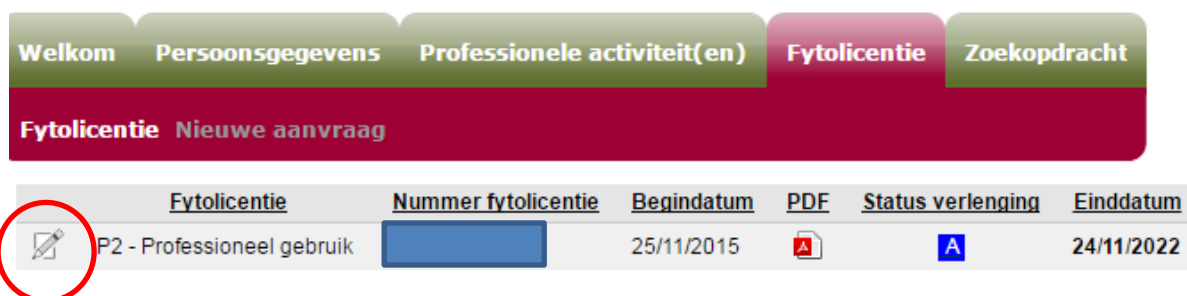 Welkom Persoonsgegevens Professionele activiteit(en) Fytolicentie Zoekopdracht
Fytolicentie Nieuwe aanvraag
Fytolicentie Nummer fytolicentie Begindatum PDF Status verlenging Einddatum
P2 - Professioneel gebruik 25/11/2015 A 24/11/2022